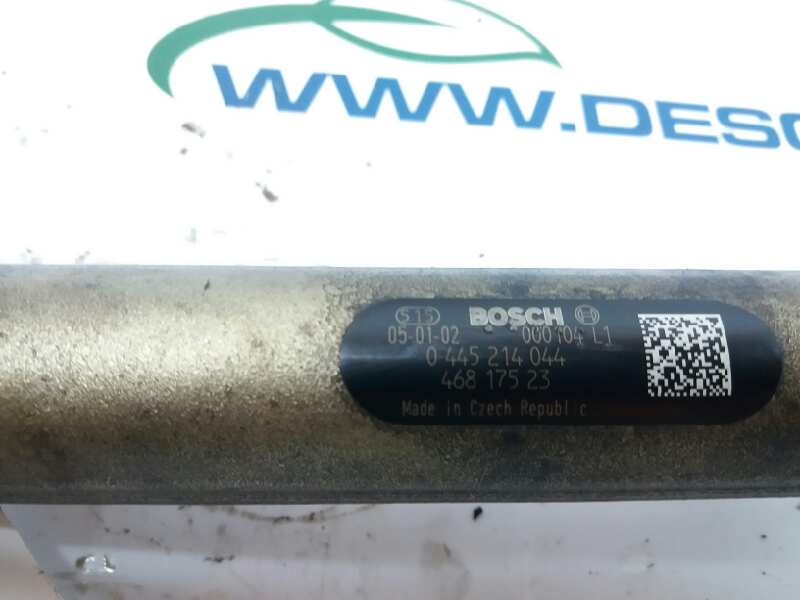 WWW.DESC
S15 BOSCH
05-01-02 000104 L1
0 445 214 044
468 175 23
Made in Czech Republic